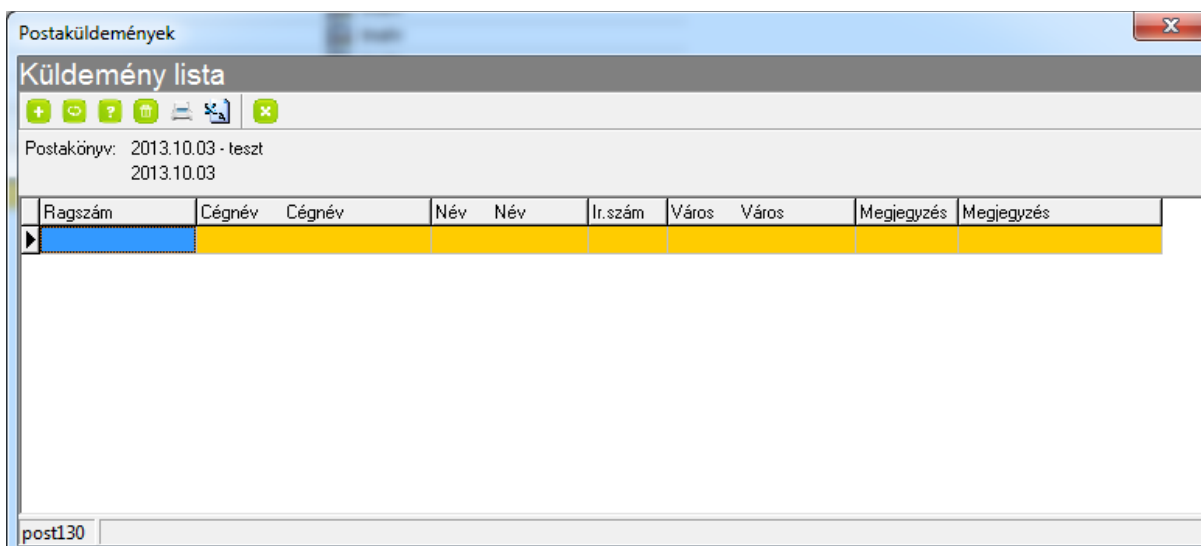 Postaküldemények
Küldemény lista
Postakönyv: 2013.10.03 - teszt
2013.10.03
Ragszám Cégnév Cégnév Név Név Ir.szám Város Város Megjegyzés Megjegyzés
post130